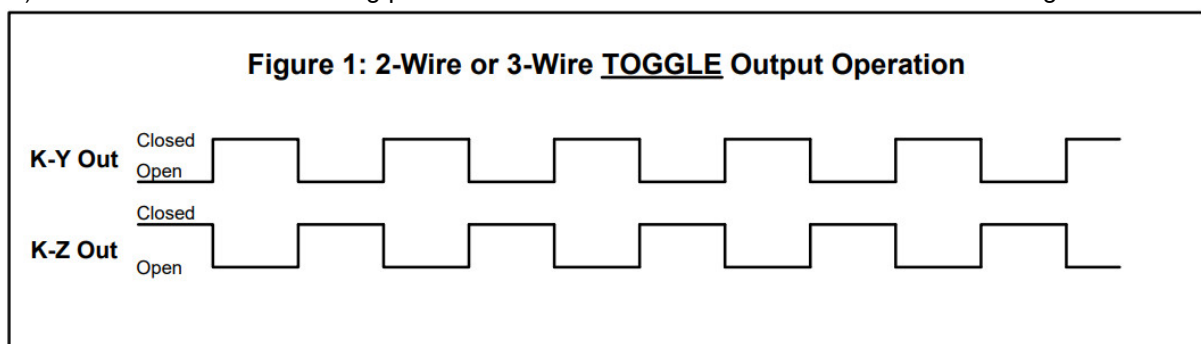 Figure 1: 2-Wire or 3-Wire TOGGLE Output Operation
Closed
K-Y Out
Open
Closed
K-Z Out
Open